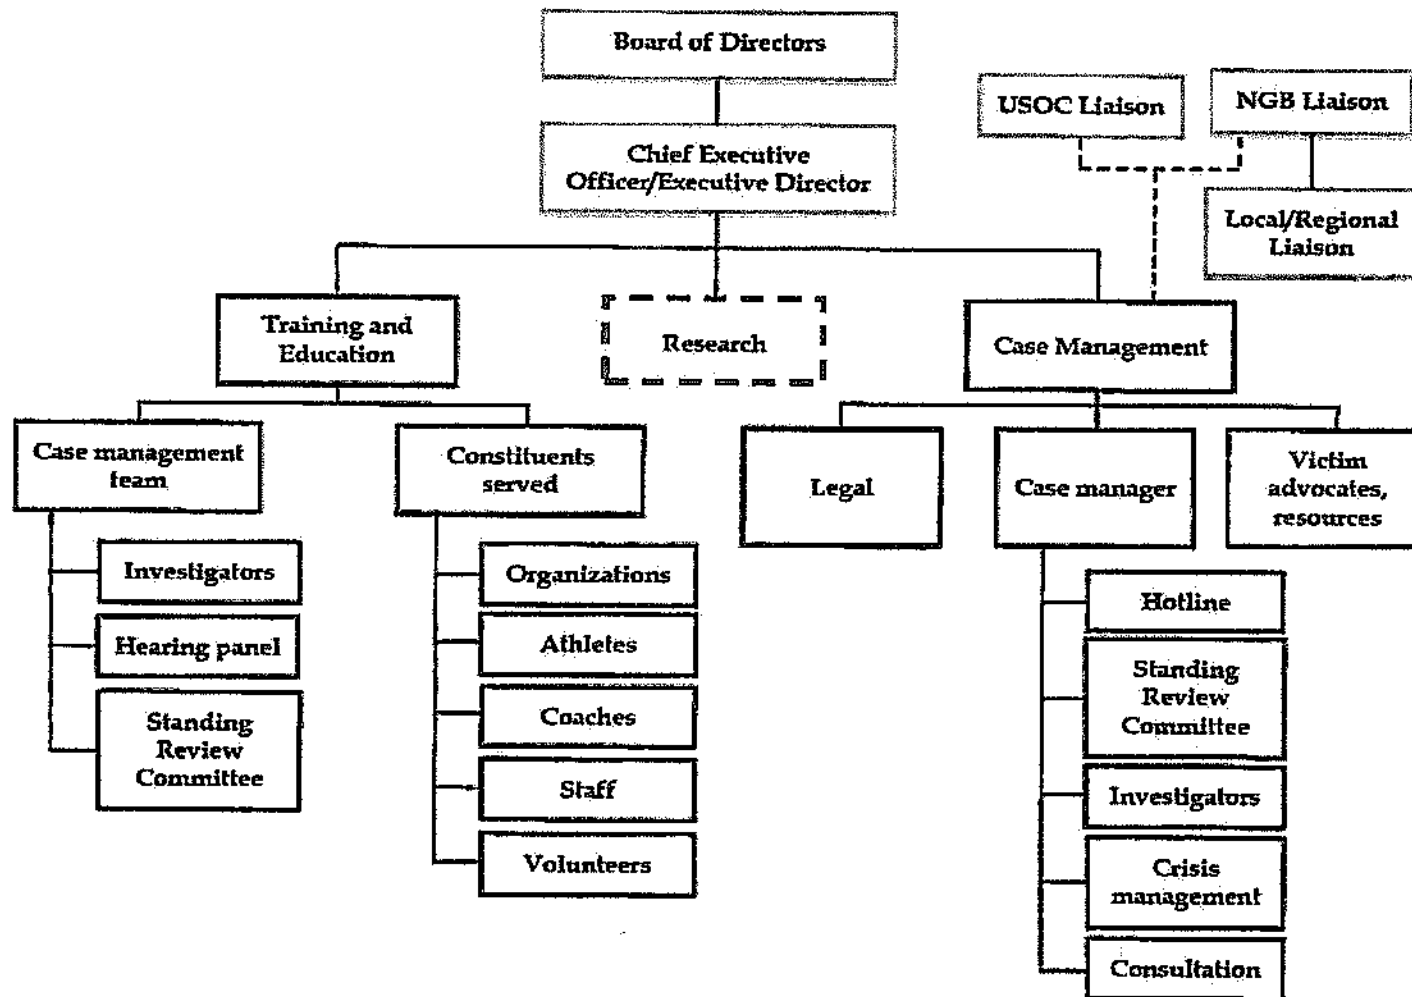 Board of Directors
USOC Liaison
NGB Liaison
Chief Executive
Officer/Executive Director
Local/Regional
Liaison
Training and
Education
Research
Case Management
Case management
team
Constituents
served
Legal
Case manager
Victim
advocates,
resources
Investigators
Hearing panel
Standing
Review
Committee
Organizations
Athletes
Coaches
Staff
Volunteers
Hotline
Standing
Review
Committee
Investigators
Crisis
management
Consultation